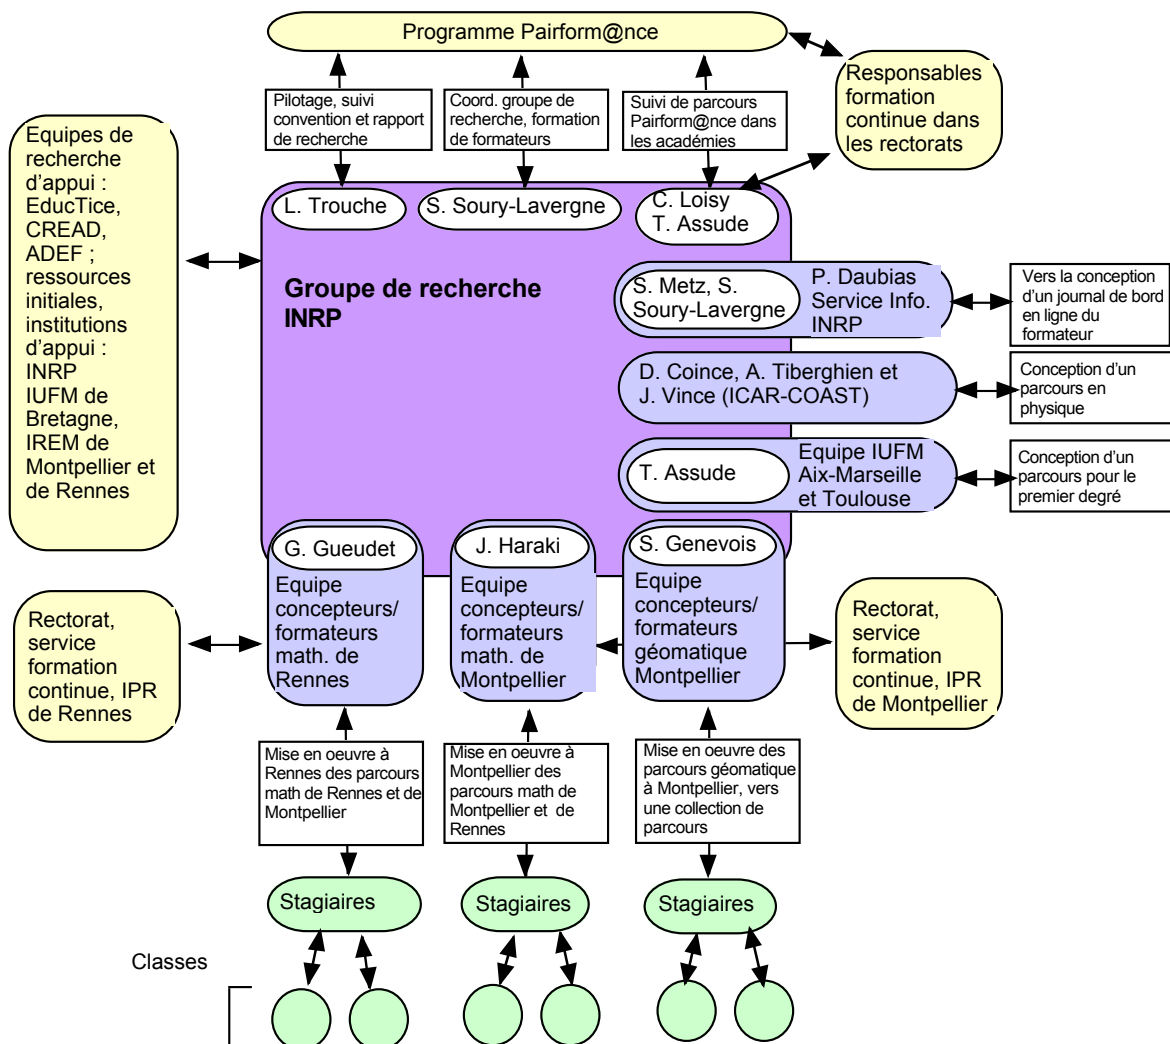 Programme Pairform@nce
Responsables
formation
continue dans
les rectorats
Pilotage, suivi
convention et rapport
de recherche
Coord. groupe de
recherche, formation
de formateurs
Suivi de parcours
Pairform@nce dans
les académies
Equipes de
recherche
d'appui :
EducTice,
CREAD,
ADEF ;
ressources
initiales,
institutions
d'appui :
INRP
IUFM de
Bretagne,
IREM de
Montpellier et
de Rennes
L. Trouche
S. Soury-Lavergne
C. Loisy
T. Assude
Groupe de recherche
INRP
S. Metz, S.
Soury-Lavergne
P. Daubias
Service Info.
INRP
Vers la conception
d'un journal de bord
en ligne du
formateur
D. Coince, A. Tiberghien et
J. Vince (ICAR-COAST)
Conception d'un
parcours en
physique
T. Assude
Equipe IUFM
Aix-Marseille
et Toulouse
Conception d'un
parcours pour le
premier degré
G. Gueudet
Equipe
concepteurs/
formateurs
math. de
Rennes
J. Haraki
Equipe
concepteurs/
formateurs
math. de
Montpellier
S. Genevois
Equipe
concepteurs/
formateurs
géomatique
Montpellier
Rectorat,
service
formation
continue, IPR
de Rennes
Rectorat,
service
formation
continue, IPR
de Montpellier
Mise en oeuvre à
Rennes des parcours
math de Rennes et de
Montpellier
Mise en oeuvre à
Montpellier des
parcours math de
Montpellier et de
Rennes
Mise en oeuvre des
parcours géomatique
à Montpellier, vers
une collection de
parcours
Stagiaires
Stagiaires
Stagiaires
Classes